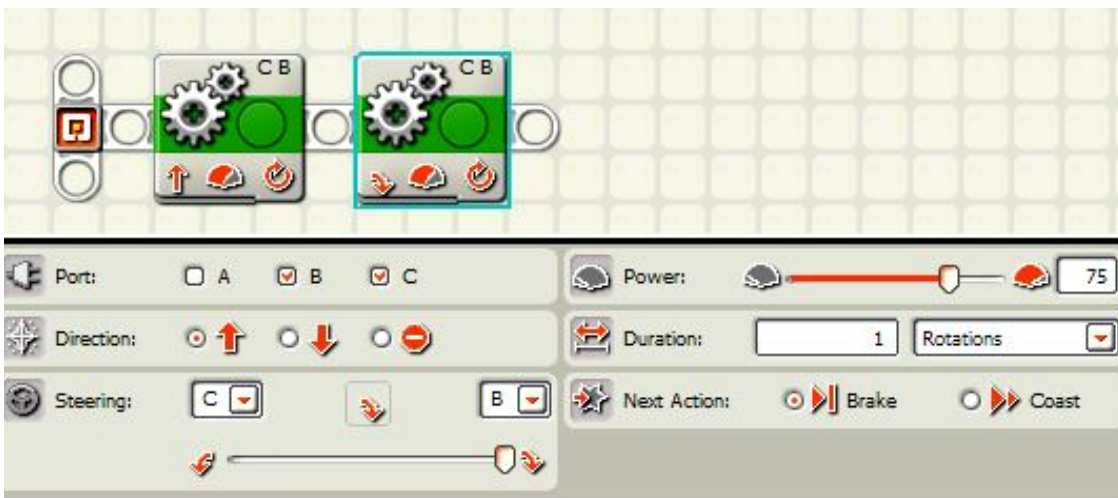 C B
C B
Port: A B C
Power: 75
Direction:
Duration: 1 Rotations
Steering: C B
Next Action: Brake Coast